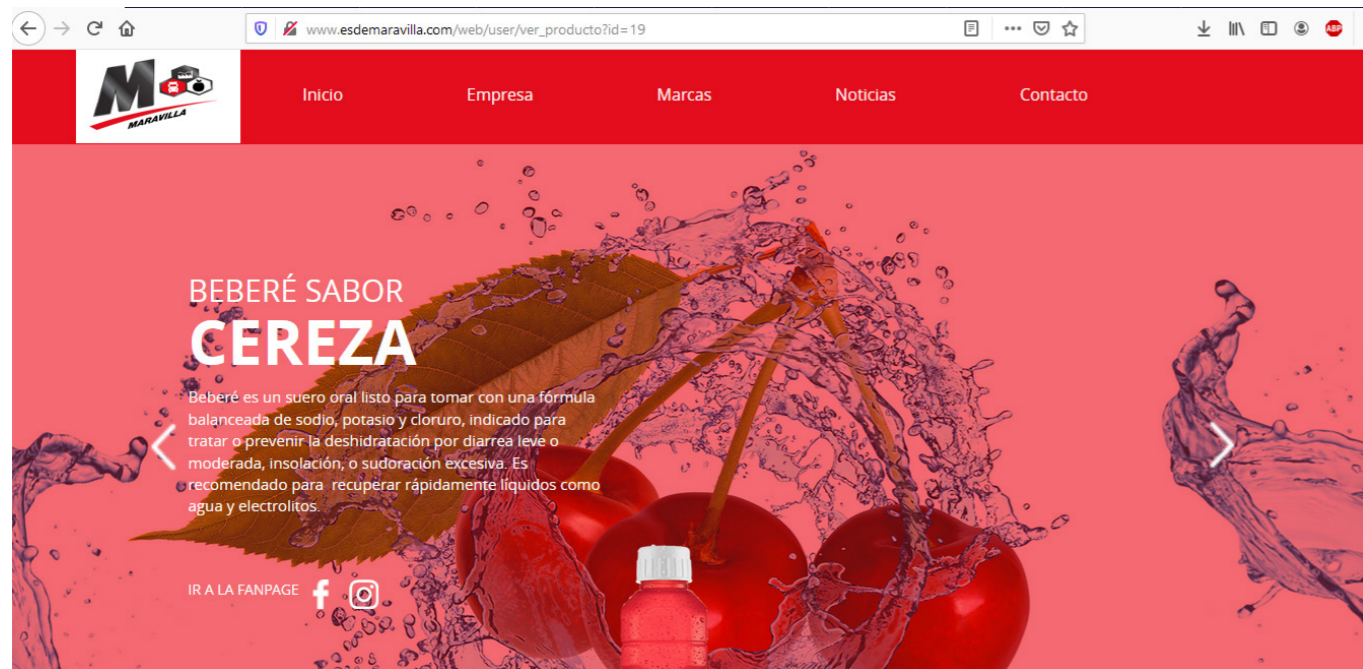 www.esdemaravilla.com/web/user/ver_producto?id=19
ABP
M
MARAVILLA
Inicio Empresa Marcas Noticias Contacto
BEBERÉ SABOR
CEREZA
Beberé es un suero oral listo para tomar con una fórmula
balanceada de sodio, potasio y cloruro, indicado para
tratar o prevenir la deshidratación por diarrea leve o
moderada, insolación, o sudoración excesiva. Es
recomendado para recuperar rápidamente líquidos como
agua y electrolitos.
IR A LA FANPAGE